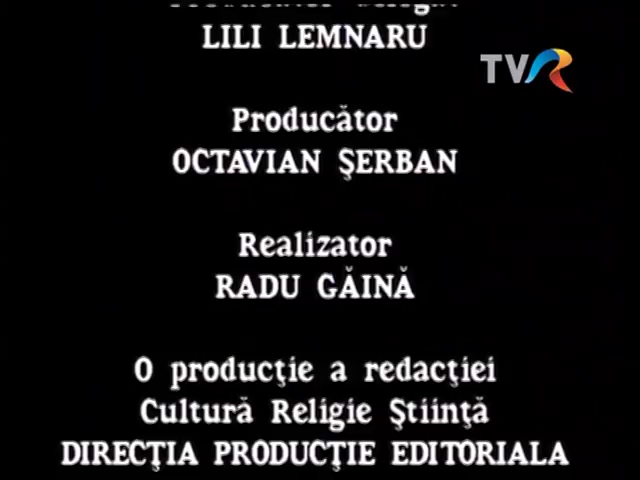 LILI LEMNARU
TVR
Producător
OCTAVIAN ŞERBAN
Realizator
RADU GĂINĂ
O producţie a redacţiei
Cultură Religie Ştiinţă
DIRECŢIA PRODUCŢIE EDITORIALA